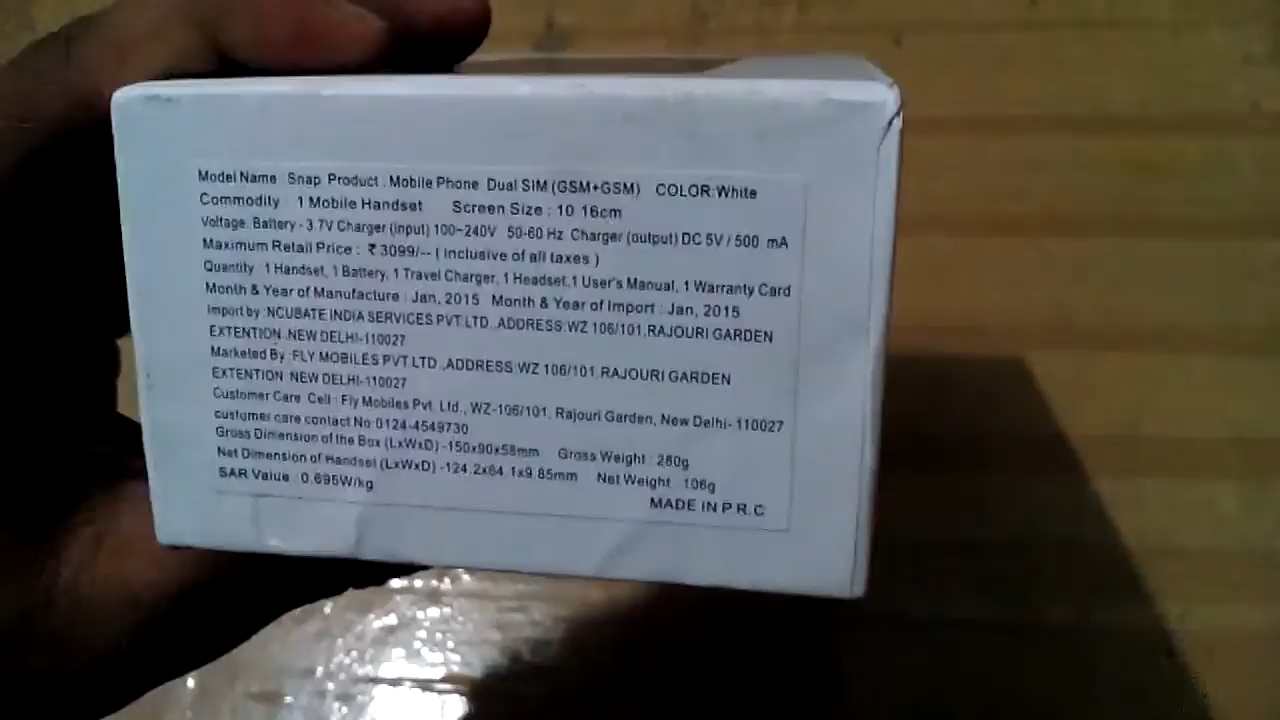 Model Name : Snap Product : Mobile Phone Dual SIM (GSM+GSM) COLOR:White
Commodity 1 Mobile Handset Screen Size : 10.16cm
Voltage: Battery - 3.7V Charger (input) 100~240V 50-60 Hz Charger (output) DC 5V / 500 mA
Maximum Retail Price : ₹ 3099/-- ( inclusive of all taxes )
Quantity : 1 Handset, 1 Battery, 1 Travel Charger, 1 Headset,1 User's Manual, 1 Warranty Card
Month & Year of Manufacture : Jan, 2015 Month & Year of Import : Jan, 2015
Import by :NCUBATE INDIA SERVICES PVT.LTD.,ADDRESS:WZ 106/101,RAJOURI GARDEN
EXTENTION ,NEW DELHI-110027
Marketed By :FLY MOBILES PVT.LTD.,ADDRESS:WZ 106/101,RAJOURI GARDEN
EXTENTION ,NEW DELHI-110027
Customer Care Cell : Fly Mobiles Pvt. Ltd., WZ-106/101, Rajouri Garden, New Delhi- 110027
customer care contact No:0124-4549730
Gross Dimension of the Box (LxWxD) -150x90x58mm Gross Weight : 280g
Net Dimension of Handset (LxWxD) -124.2x64.1x9.85mm Net Weight : 106g
SAR Value : 0.695W/kg
MADE IN P.R.C